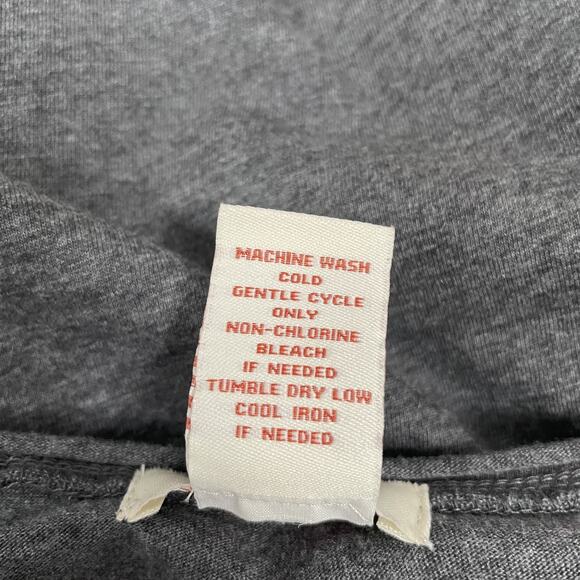 MACHINE WASH
COLD
GENTLE CYCLE
ONLY
NON-CHLORINE
BLEACH
IF NEEDED
TUMBLE DRY LOW
COOL IRON
IF NEEDED